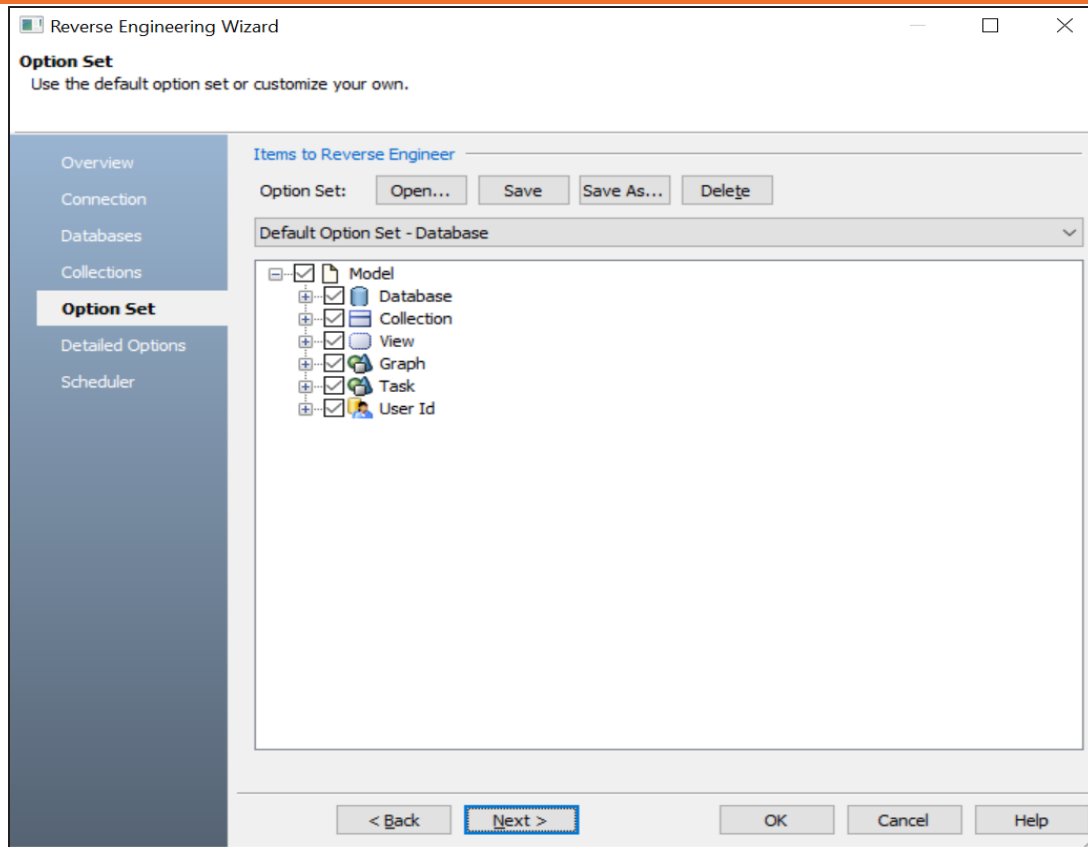 Reverse Engineering Wizard
Option Set
Use the default option set or customize your own.
Overview
Connection
Databases
Collections
Option Set
Detailed Options
Scheduler
Items to Reverse Engineer
Option Set: Open... Save Save As... Delete
Default Option Set - Database
Model
Database
Collection
View
Graph
Task
User Id
< Back Next > OK Cancel Help